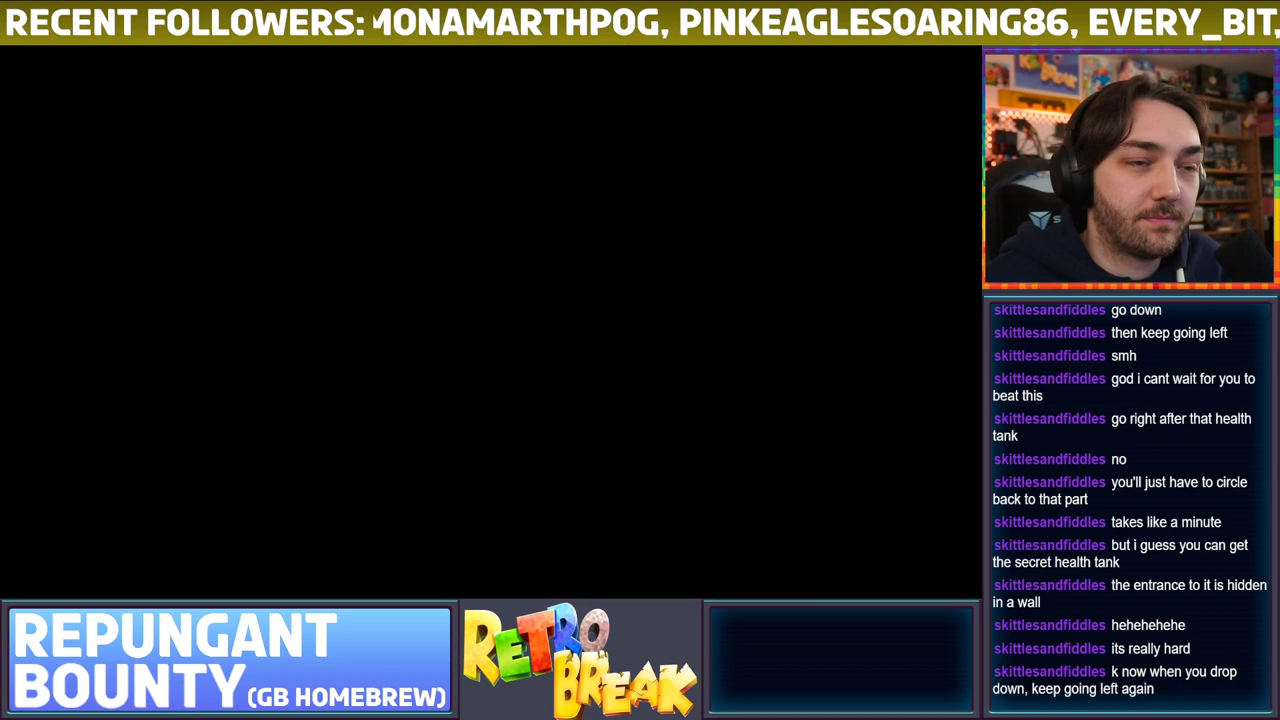 RECENT FOLLOWERS: MONAMARTHPOG, PINKEAGLESOARING86, EVERY_BIT,
skittlesandfiddles go down
skittlesandfiddles then keep going left
skittlesandfiddles smh
skittlesandfiddles god i cant wait for you to
beat this
skittlesandfiddles go right after that health
tank
skittlesandfiddles no
skittlesandfiddles you'll just have to circle
back to that part
skittlesandfiddles takes like a minute
skittlesandfiddles but i guess you can get
the secret health tank
skittlesandfiddles the entrance to it is hidden
in a wall
skittlesandfiddles hehehehehe
skittlesandfiddles its really hard
skittlesandfiddles k now when you drop
down, keep going left again
REPUNGANT
BOUNTY (GB HOMEBREW)
RETRO
BREAK